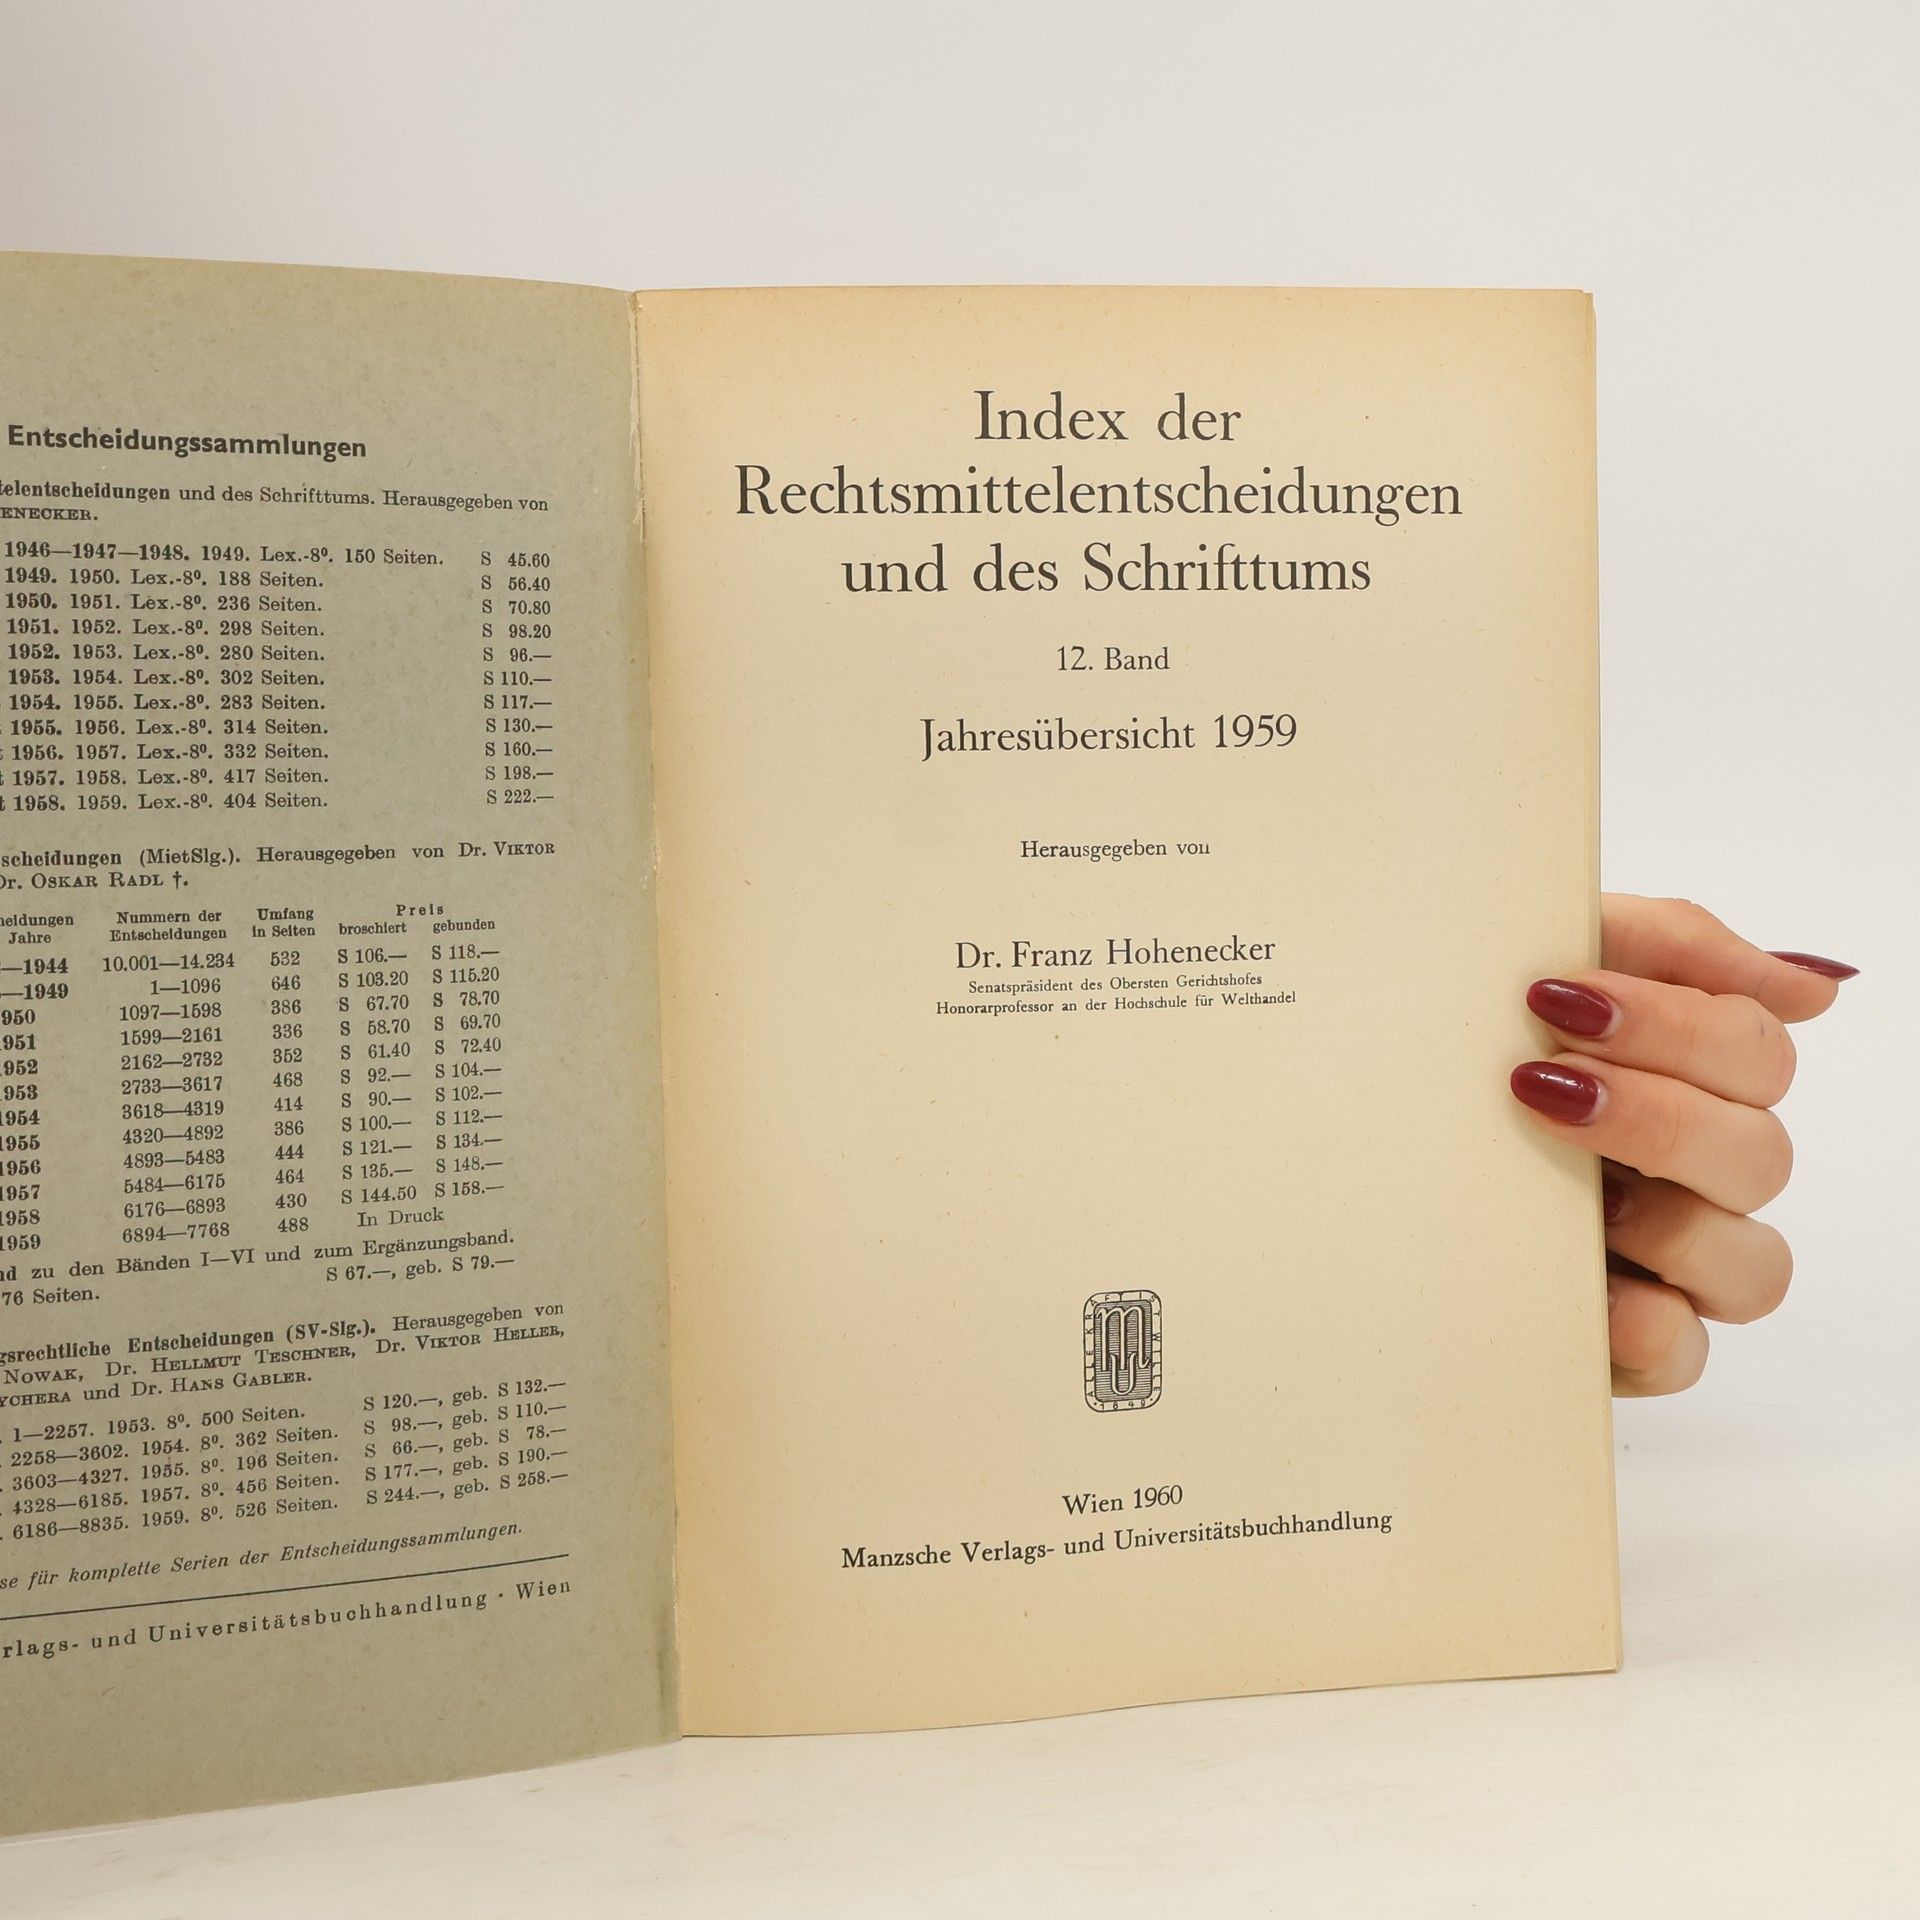 Entscheidungssammlungen
telentscheidungen und des Schrifttums. Herausgegeben von
ENECKER.
1946—1947—1948. 1949. Lex.-8⁰. 150 Seiten. S 45.60
1949. 1950. Lex.-8⁰. 188 Seiten. S 56.40
1950. 1951. Lex.-8⁰. 236 Seiten. S 70.80
1951. 1952. Lex.-8⁰. 298 Seiten. S 98.20
1952. 1953. Lex.-8⁰. 280 Seiten. S 96.—
1953. 1954. Lex.-8⁰. 302 Seiten. S 110.—
1954. 1955. Lex.-8⁰. 283 Seiten. S 117.—
1955. 1956. Lex.-8⁰. 314 Seiten. S 130.—
t 1956. 1957. Lex.-8⁰. 332 Seiten. S 160.—
t 1957. 1958. Lex.-8⁰. 417 Seiten. S 198.—
t 1958. 1959. Lex.-8⁰. 404 Seiten. S 222.—
scheidungen (MietSlg.). Herausgegeben von Dr. VIKTOR
Dr. OSKAR RADL †.
heidungen Nummern der Umfang Preis
Jahre Entscheidungen in Seiten broschiert gebunden
—1944 10.001—14.234 532 S 106.— S 118.—
—1949 1—1096 646 S 103.20 S 115.20
950 1097—1598 386 S 67.70 S 78.70
951 1599—2161 336 S 58.70 S 69.70
1952 2162—2732 352 S 61.40 S 72.40
1953 2733—3617 468 S 92.— S 104.—
1954 3618—4319 414 S 90.— S 102.—
1955 4320—4892 386 S 100.— S 112.—
1956 4893—5483 444 S 121.— S 134.—
1957 5484—6175 464 S 135.— S 148.—
1958 6176—6893 430 S 144.50 S 158.—
1959 6894—7768 488 In Druck
nd zu den Bänden I—VI und zum Ergänzungsband.
76 Seiten. S 67.—, geb. S 79.—
gsrechtliche Entscheidungen (SV-Slg.). Herausgegeben von
NOWAK, Dr. HELLMUT TESCHNER, Dr. VIKTOR HELLER,
YCHERA und Dr. HANS GABLER.
1—2257. 1953. 8⁰. 500 Seiten. S 120.—, geb. S 132.—
2258—3602. 1954. 8⁰. 362 Seiten. S 98.—, geb. S 110.—
3603—4327. 1955. 8⁰. 196 Seiten. S 66.—, geb. S 78.—
4328—6185. 1957. 8⁰. 456 Seiten. S 177.—, geb. S 190.—
6186—8835. 1959. 8⁰. 526 Seiten. S 244.—, geb. S 258.—
se für komplette Serien der Entscheidungssammlungen.
rlags- und Universitätsbuchhandlung · Wien
Index der
Rechtsmittelentscheidungen
und des Schrifttums
12. Band
Jahresübersicht 1959
Herausgegeben von
Dr. Franz Hohenecker
Senatspräsident des Obersten Gerichtshofes
Honorarprofessor an der Hochschule für Welthandel
ALLE KRAFT IST WILLE
1849
Wien 1960
Manzsche Verlags- und Universitätsbuchhandlung